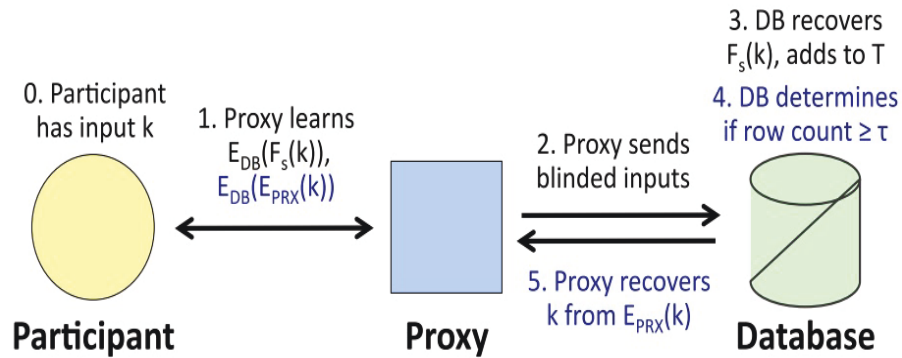 0. Participant
has input k
1. Proxy learns
E_DB(F_s(k)),
E_DB(E_PRX(k))
2. Proxy sends
blinded inputs
3. DB recovers
F_s(k), adds to T
4. DB determines
if row count ≥ τ
5. Proxy recovers
k from E_PRX(k)
Participant
Proxy
Database